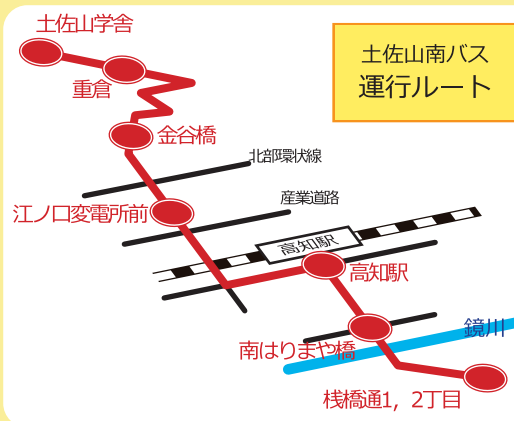 土佐山学舎
土佐山南バス
運行ルート
重倉
金谷橋
北部環状線
産業道路
江ノ口変電所前
高知駅
高知駅
鏡川
南はりまや橋
桟橋通1，2丁目